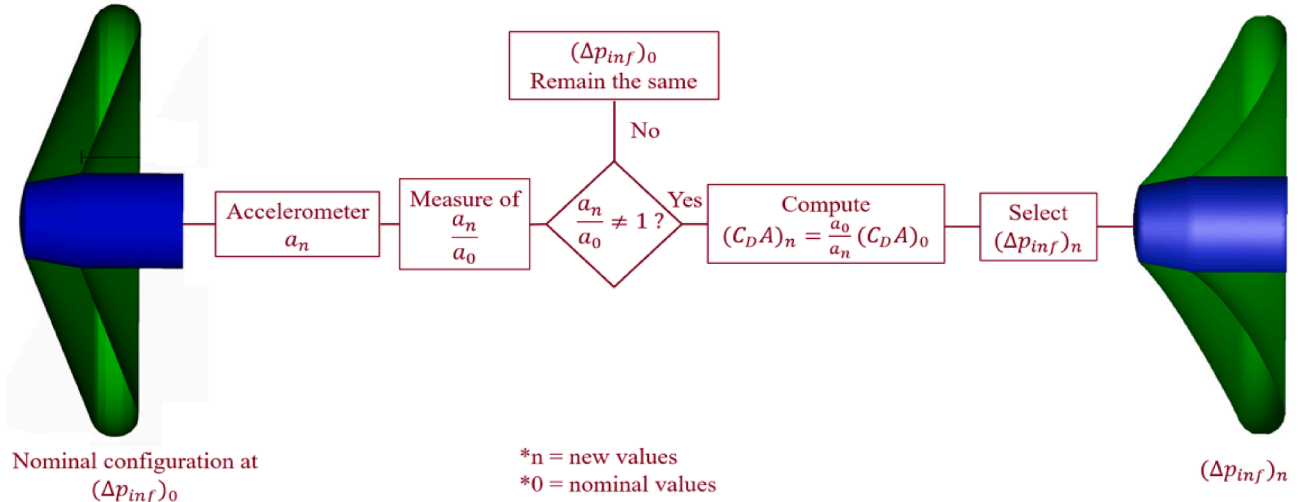 (Δp_inf)_0
Remain the same
No
Accelerometer
a_n
Measure of
a_n
a_0
a_n
a_0
≠ 1 ?
Yes
Compute
(C_D A)_n = a_0/a_n (C_D A)_0
Select
(Δp_inf)_n
Nominal configuration at
(Δp_inf)_0
*n = new values
*0 = nominal values
(Δp_inf)_n